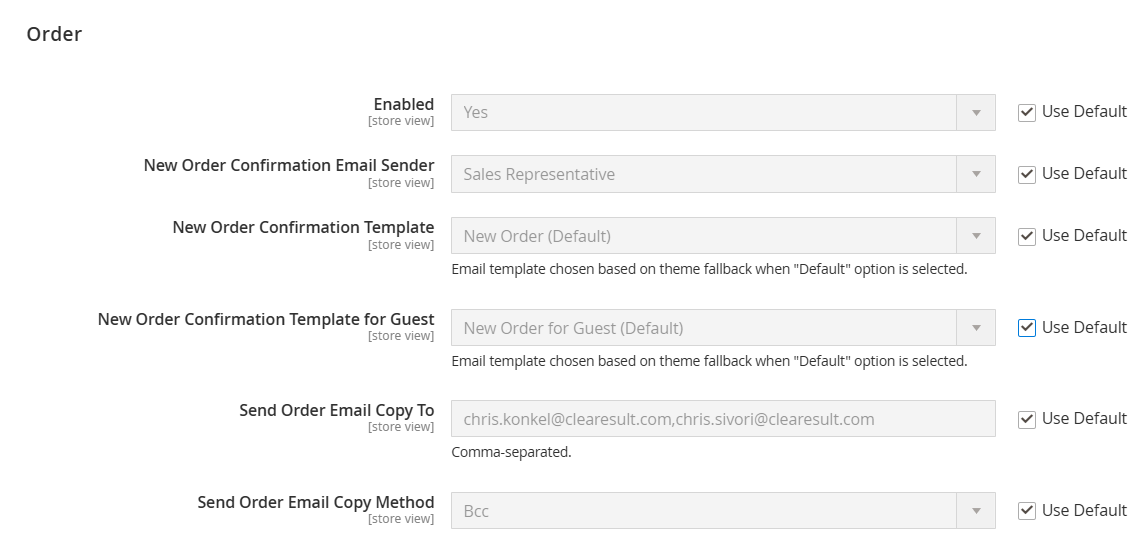 Order
Enabled
[store view]
Yes
Use Default
New Order Confirmation Email Sender
[store view]
Sales Representative
Use Default
New Order Confirmation Template
[store view]
New Order (Default)
Use Default
Email template chosen based on theme fallback when "Default" option is selected.
New Order Confirmation Template for Guest
[store view]
New Order for Guest (Default)
Use Default
Email template chosen based on theme fallback when "Default" option is selected.
Send Order Email Copy To
[store view]
chris.konkel@clearesult.com,chris.sivori@clearesult.com
Use Default
Comma-separated.
Send Order Email Copy Method
[store view]
Bcc
Use Default